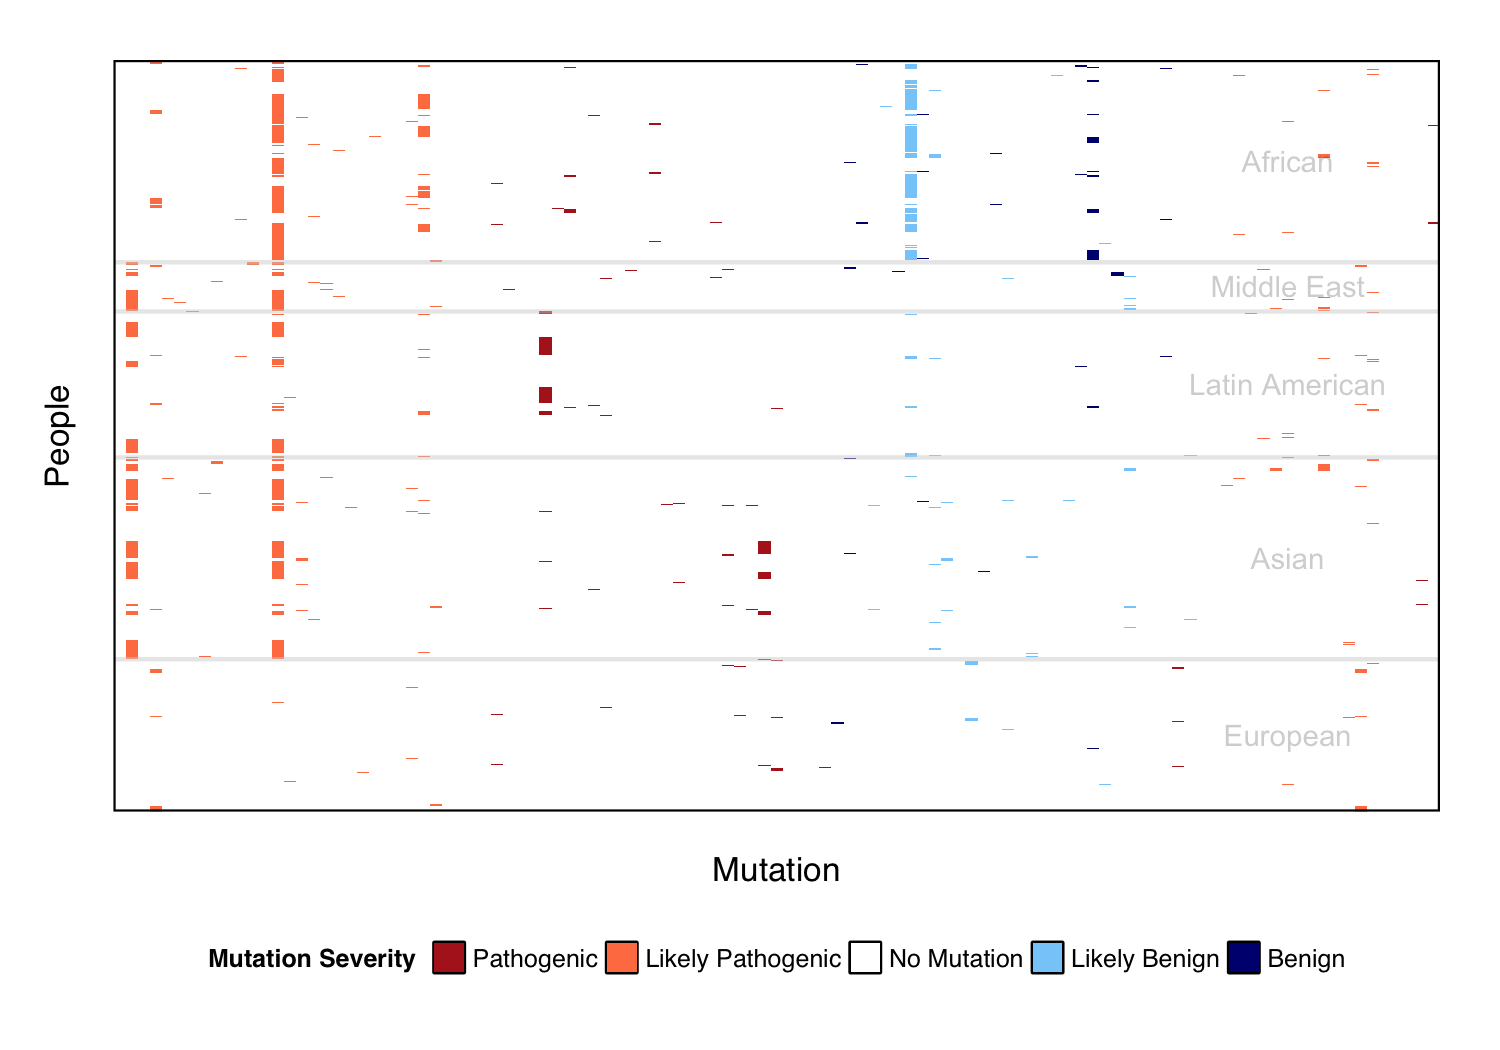 African
Middle East
Latin American
Asian
European
People
Mutation
Mutation Severity Pathogenic Likely Pathogenic No Mutation Likely Benign Benign